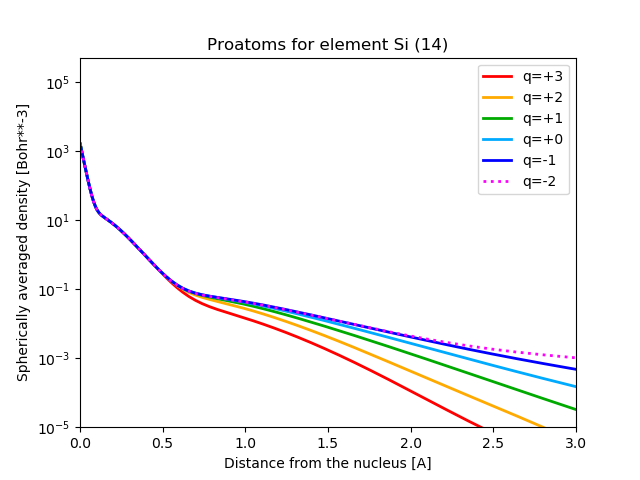 Proatoms for element Si (14)
Spherically averaged density [Bohr**-3]
10^5
10^3
10^1
10^−1
10^−3
10^−5
q=+3
q=+2
q=+1
q=+0
q=-1
q=-2
0.0 0.5 1.0 1.5 2.0 2.5 3.0
Distance from the nucleus [A]